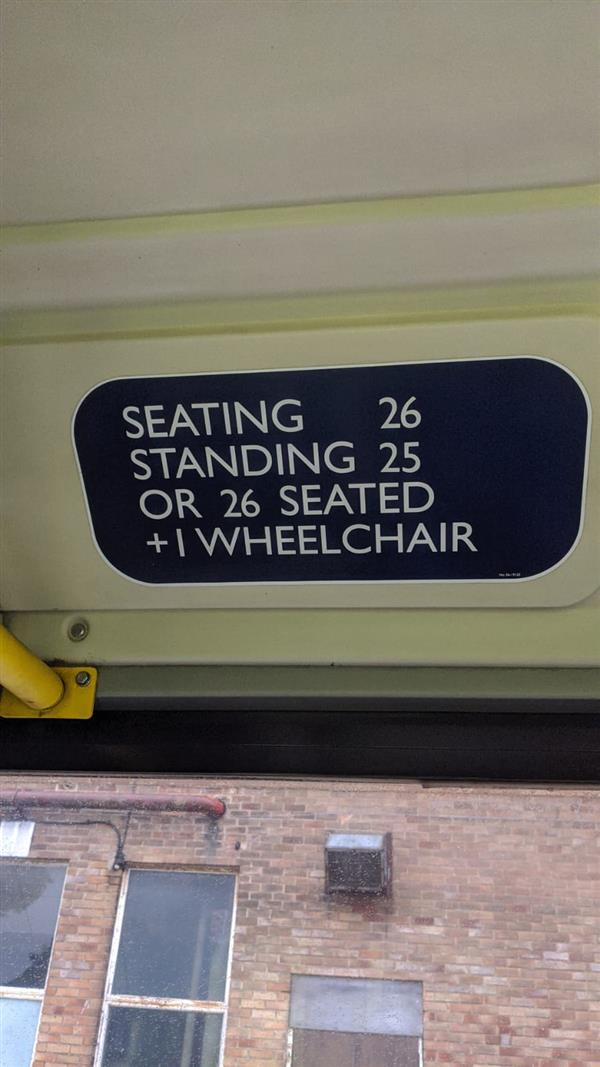 SEATING 26
STANDING 25
OR 26 SEATED
+1 WHEELCHAIR